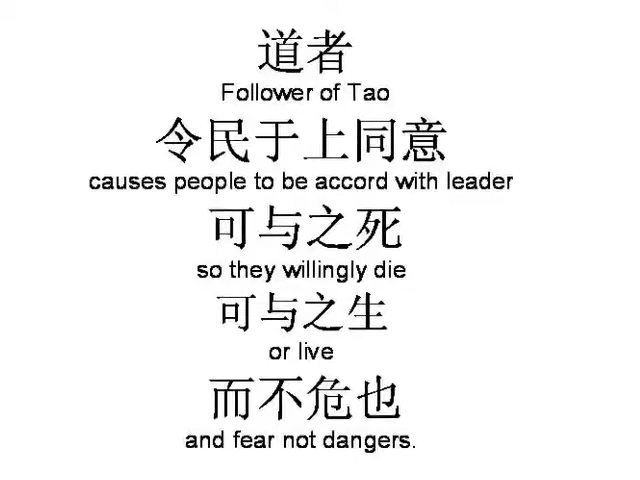 道者
Follower of Tao
令民于上同意
causes people to be accord with leader
可与之死
so they willingly die
可与之生
or live
而不危也
and fear not dangers.